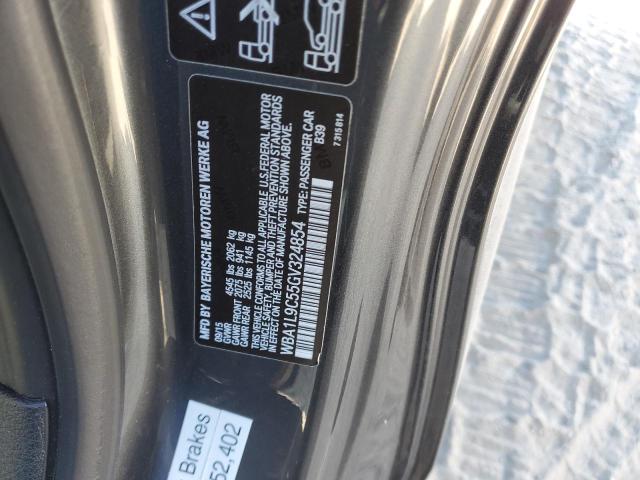 MFD BY BAYERISCHE MOTOREN WERKE AG
09/15
GVWR 4545 lbs 2062 kg
GAWR FRONT 2075 lbs 941 kg
GAWR REAR 2525 lbs 1145 kg
THIS VEHICLE CONFORMS TO ALL APPLICABLE U.S. FEDERAL MOTOR
VEHICLE SAFETY, BUMPER AND THEFT PREVENTION STANDARDS
IN EFFECT ON THE DATE OF MANUFACTURE SHOWN ABOVE.
WBA1L9C55GV324854 TYPE: PASSENGER CAR
B39
7 315 814
Brakes
52,402